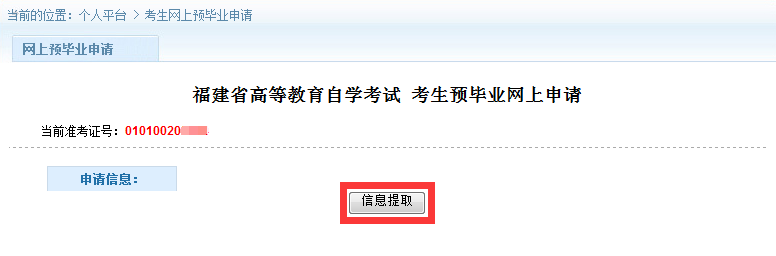 当前的位置：个人平台 > 考生网上预毕业申请
网上预毕业申请
福建省高等教育自学考试 考生预毕业网上申请
当前准考证号：01010020
申请信息：
信息提取